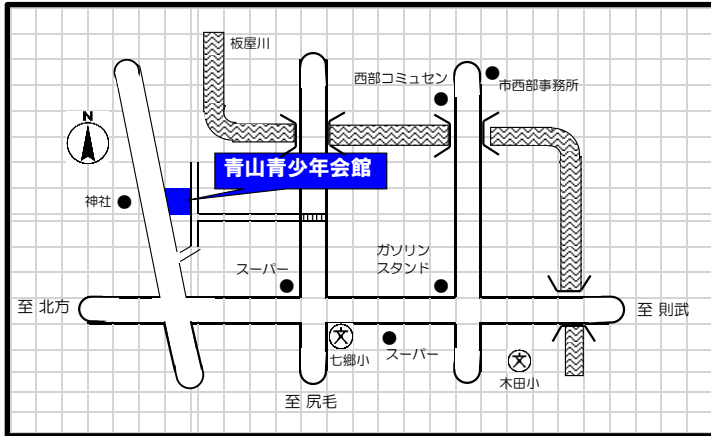 板屋川
西部コミュセン
市西部事務所
N
青山青少年会館
神社
スーパー
ガソリン
スタンド
至 北方
至 則武
文
七郷小
スーパー
文
木田小
至 尻毛